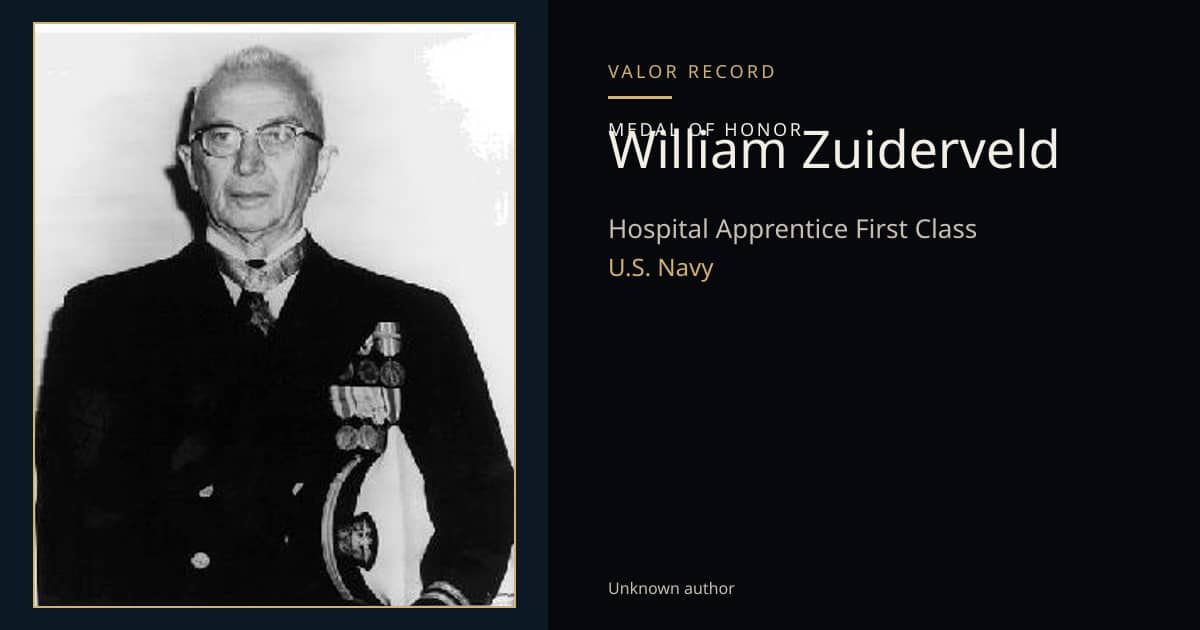 VALOR RECORD
MEDAL OF HONOR
William Zuiderveld
Hospital Apprentice First Class
U.S. Navy
Unknown author